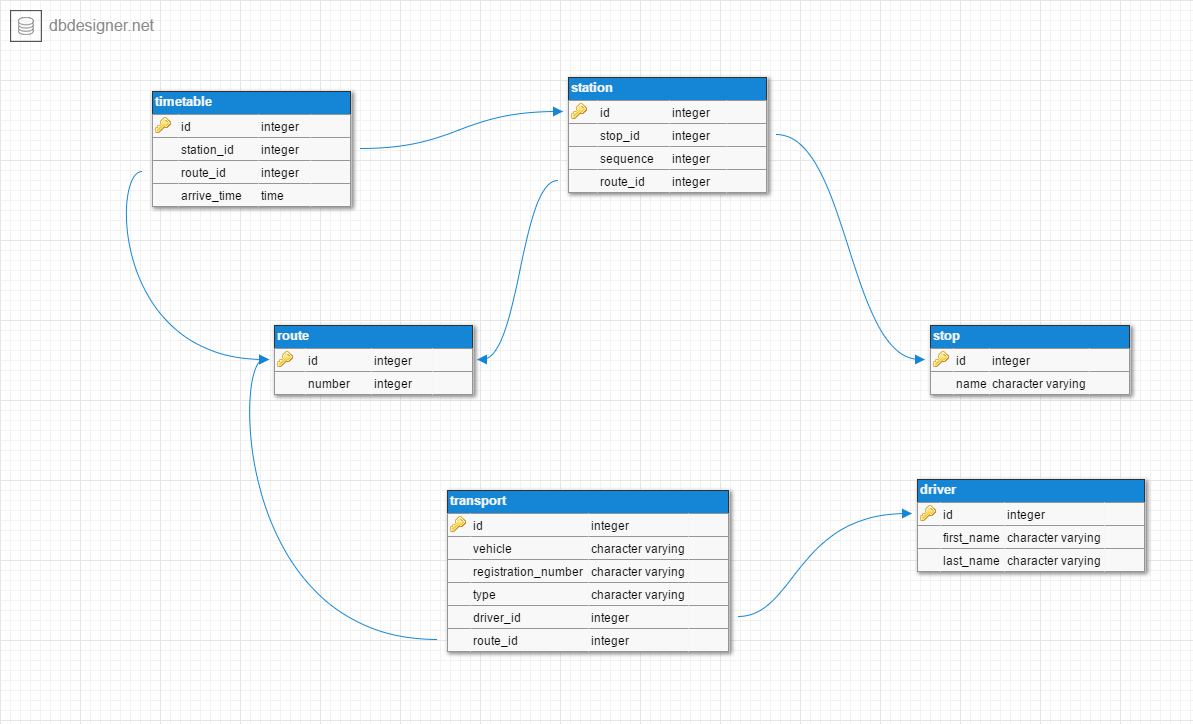 dbdesigner.net
timetable
id integer
station_id integer
route_id integer
arrive_time time
station
id integer
stop_id integer
sequence integer
route_id integer
route
id integer
number integer
stop
id integer
name character varying
transport
id integer
vehicle character varying
registration_number character varying
type character varying
driver_id integer
route_id integer
driver
id integer
first_name character varying
last_name character varying